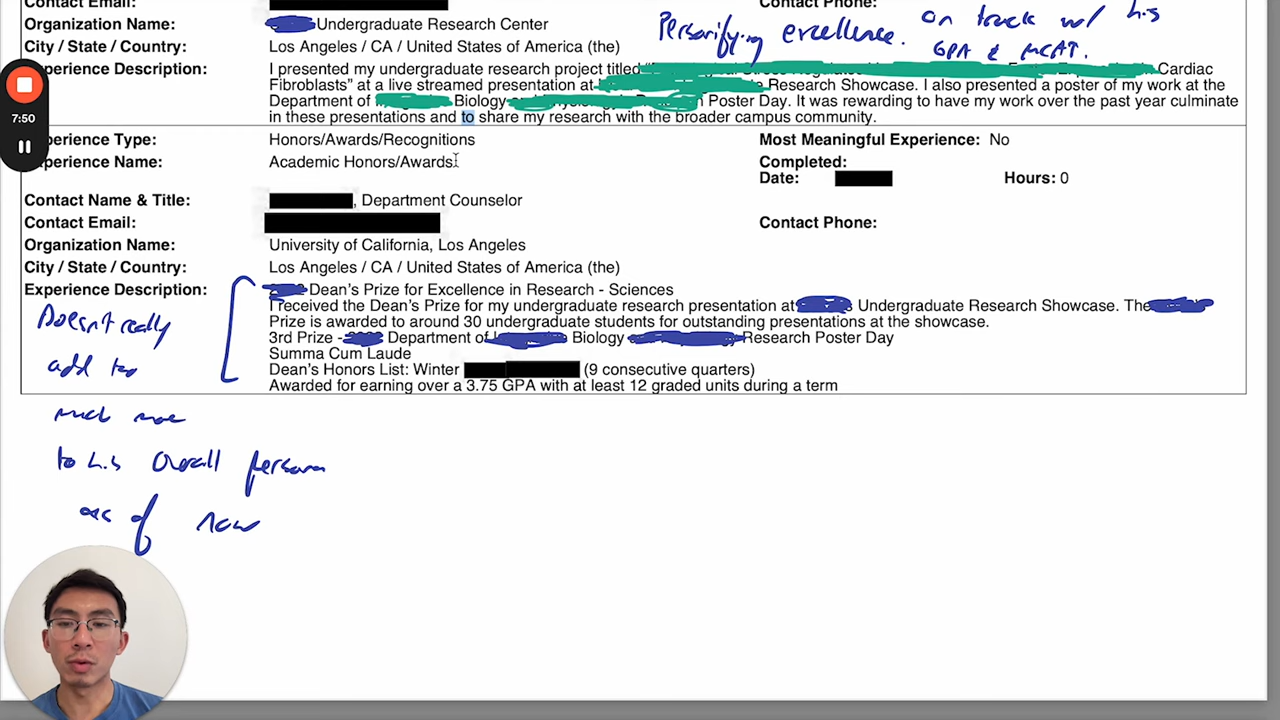 Contact Email:
Contact Phone:
Organization Name: Undergraduate Research Center
City / State / Country: Los Angeles / CA / United States of America (the)
Personifying excellence. on track w/ his GPA & MCAT.
xperience Description: I presented my undergraduate research project titled Cardiac
Fibroblasts” at a live streamed presentation at Research Showcase. I also presented a poster of my work at the
Department of Biology Poster Day. It was rewarding to have my work over the past year culminate
in these presentations and to share my research with the broader campus community.
7:50
xperience Type: Honors/Awards/Recognitions
Most Meaningful Experience: No
xperience Name: Academic Honors/Awards
Completed:
Date: Hours: 0
Contact Name & Title: , Department Counselor
Contact Email:
Contact Phone:
Organization Name: University of California, Los Angeles
City / State / Country: Los Angeles / CA / United States of America (the)
Experience Description: Dean’s Prize for Excellence in Research - Sciences
I received the Dean’s Prize for my undergraduate research presentation at Undergraduate Research Showcase. The
Prize is awarded to around 30 undergraduate students for outstanding presentations at the showcase.
3rd Prize - Department of Biology Research Poster Day
Summa Cum Laude
Dean’s Honors List: Winter (9 consecutive quarters)
Awarded for earning over a 3.75 GPA with at least 12 graded units during a term
Doesn't really
add too
much more
to his overall persona
as of now